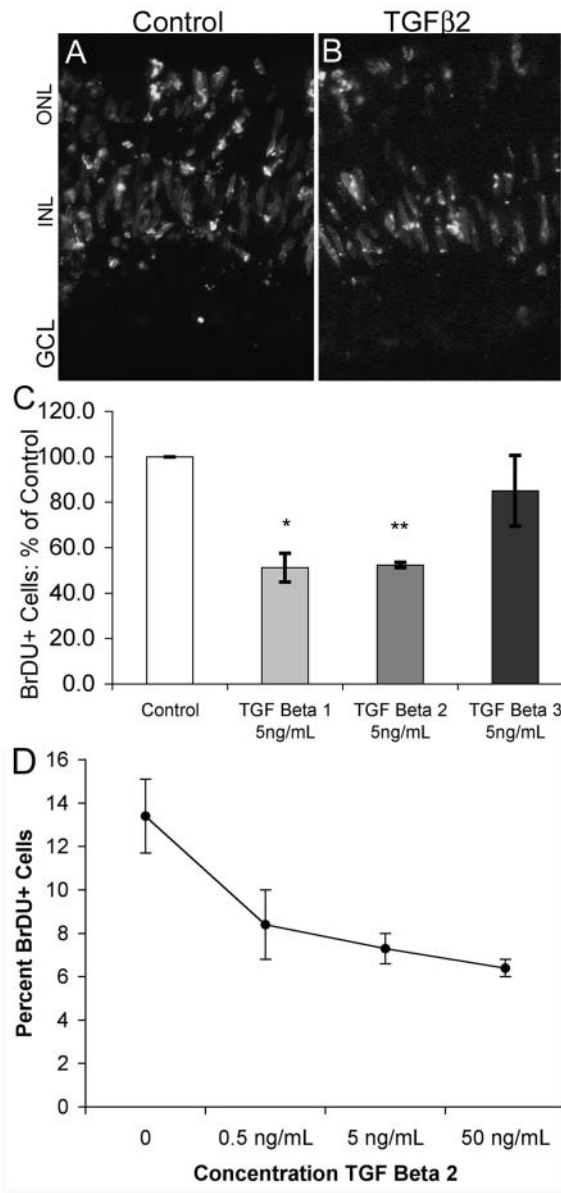 Control
TGFβ2
A
B
ONL
INL
GCL
C
BrDU+ Cells: % of Control
120.0
100.0
80.0
60.0
40.0
20.0
0.0
*
**
Control
TGF Beta 1
5ng/mL
TGF Beta 2
5ng/mL
TGF Beta 3
5ng/mL
D
Percent BrDU+ Cells
16
14
12
10
8
6
4
2
0
0
0.5 ng/mL
5 ng/mL
50 ng/mL
Concentration TGF Beta 2